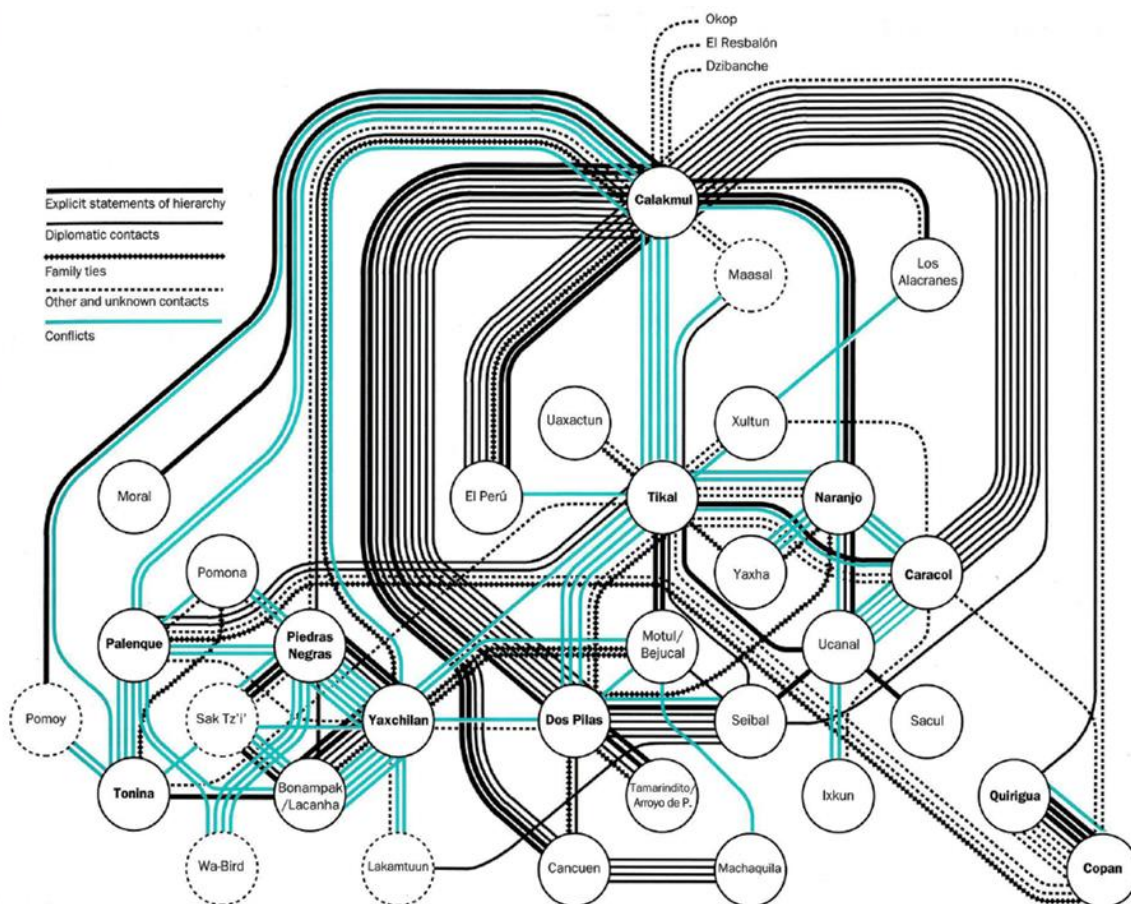 Okop
El Resbalón
Dzibanche
Calakmul
Explicit statements of hierarchy
Diplomatic contacts
Family ties
Other and unknown contacts
Conflicts
Maasal
Los
Alacranes
Uaxactun
Xultun
Moral
El Perú
Tikal
Naranjo
Pomona
Yaxha
Caracol
Palenque
Piedras
Negras
Motul/
Bejucal
Ucanal
Pomoy
Sak Tz'i'
Yaxchilan
Dos Pilas
Seibal
Sacul
Tonina
Bonampak
/Lacanha
Tamarindito/
Arroyo de P.
Ixkun
Quirigua
Wa-Bird
Lakamtuun
Cancuen
Machaquila
Copan